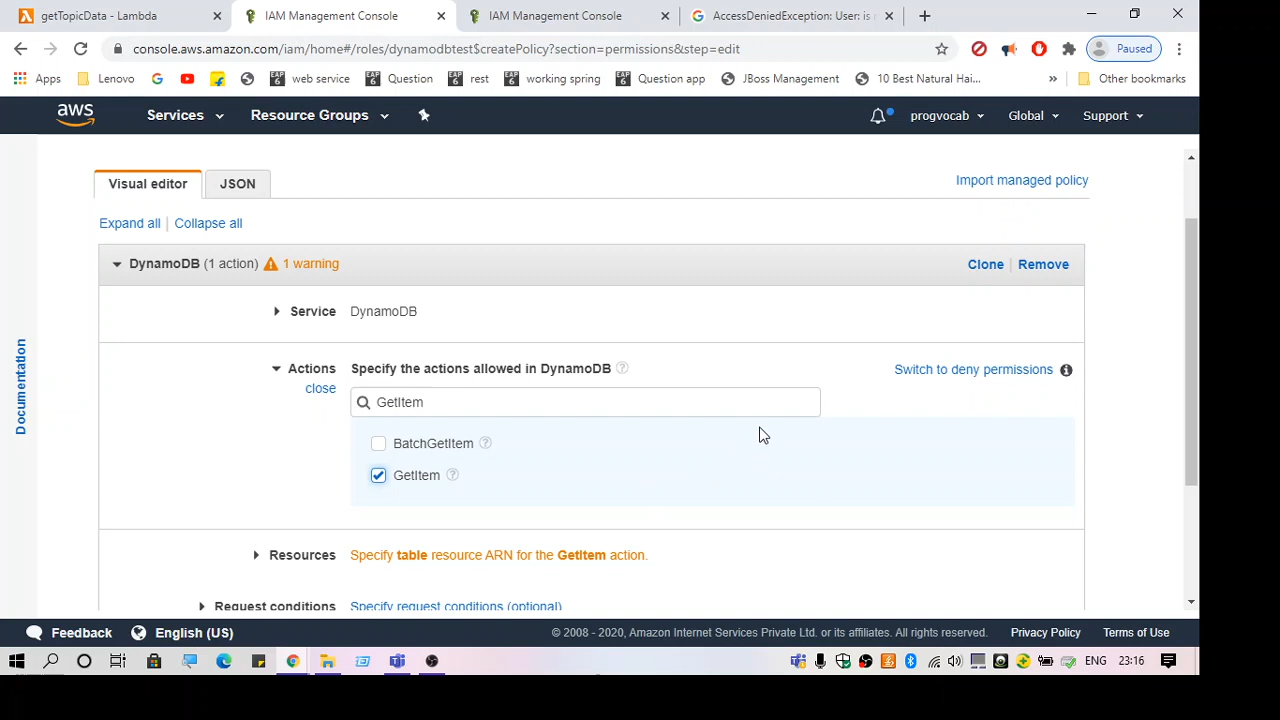 getTopicData - Lambda
IAM Management Console
IAM Management Console
AccessDeniedException: User: is
console.aws.amazon.com/iam/home#/roles/dynamodbtest$createPolicy?section=permissions&step=edit
Paused
Apps
Lenovo
web service
Question
rest
working spring
Question app
JBoss Management
10 Best Natural Hai...
Other bookmarks
aws
Services
Resource Groups
progvocab
Global
Support
Documentation
Visual editor
JSON
Import managed policy
Expand all
Collapse all
DynamoDB (1 action)
1 warning
Clone
Remove
Service
DynamoDB
Actions
close
Specify the actions allowed in DynamoDB
Switch to deny permissions
GetItem
BatchGetItem
GetItem
Resources
Specify table resource ARN for the GetItem action.
Request conditions
Specify request conditions (optional)
Feedback
English (US)
© 2008 - 2020, Amazon Internet Services Private Ltd. or its affiliates. All rights reserved.
Privacy Policy
Terms of Use
ENG
23:16